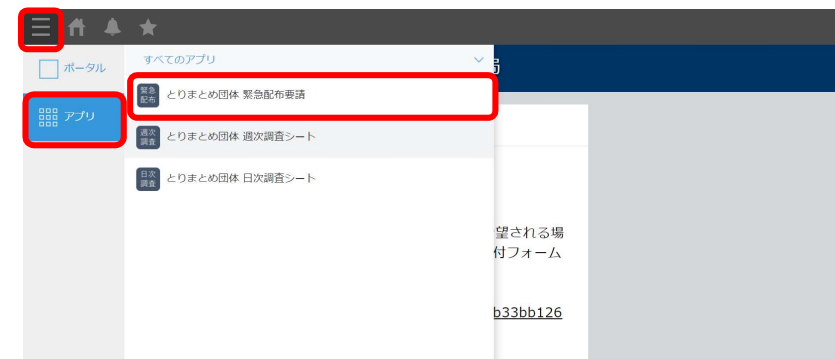 ポータル
すべてのアプリ
アプリ
緊急
配布
とりまとめ団体 緊急配布要請
週次
調査
とりまとめ団体 週次調査シート
日次
調査
とりまとめ団体 日次調査シート
望される場
付フォーム
b33bb126